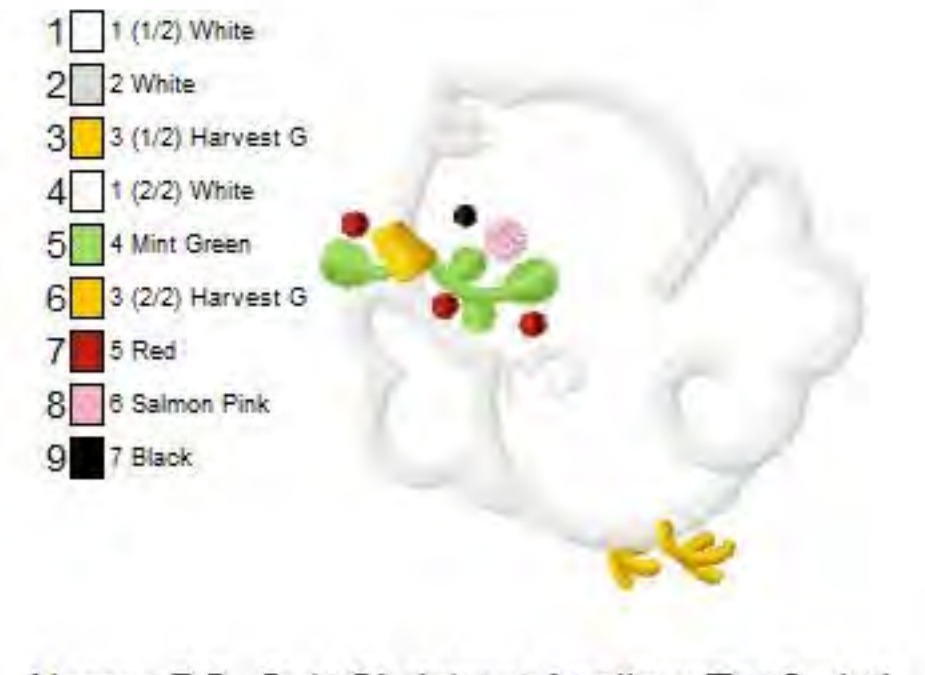 1 1 (1/2) White
2 2 White
3 3 (1/2) Harvest G
4 1 (2/2) White
5 4 Mint Green
6 3 (2/2) Harvest G
7 5 Red
8 6 Salmon Pink
9 7 Black